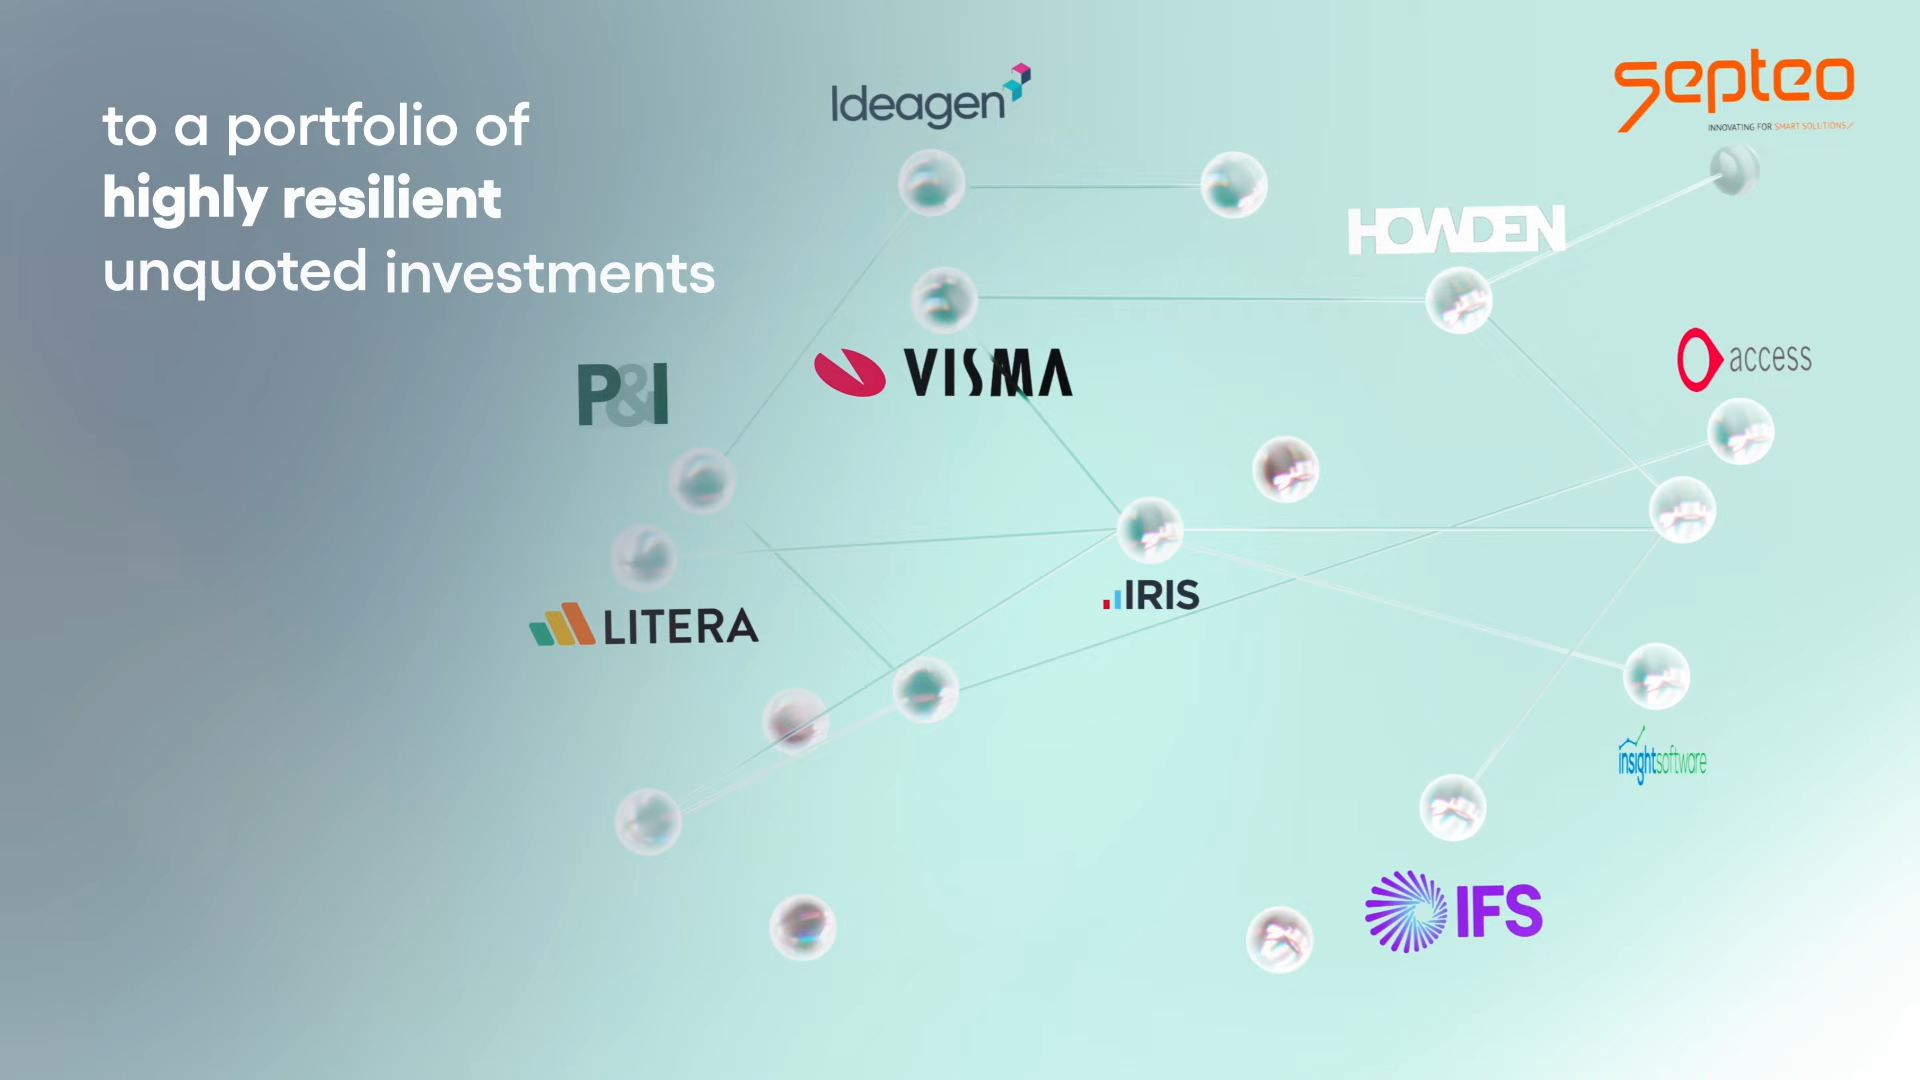 to a portfolio of
highly resilient
unquoted investments
Ideagen
septeo
INNOVATING FOR SMART SOLUTIONS/
HOWDEN
VISMA
access
P&I
IRIS
LITERA
insightsoftware
IFS